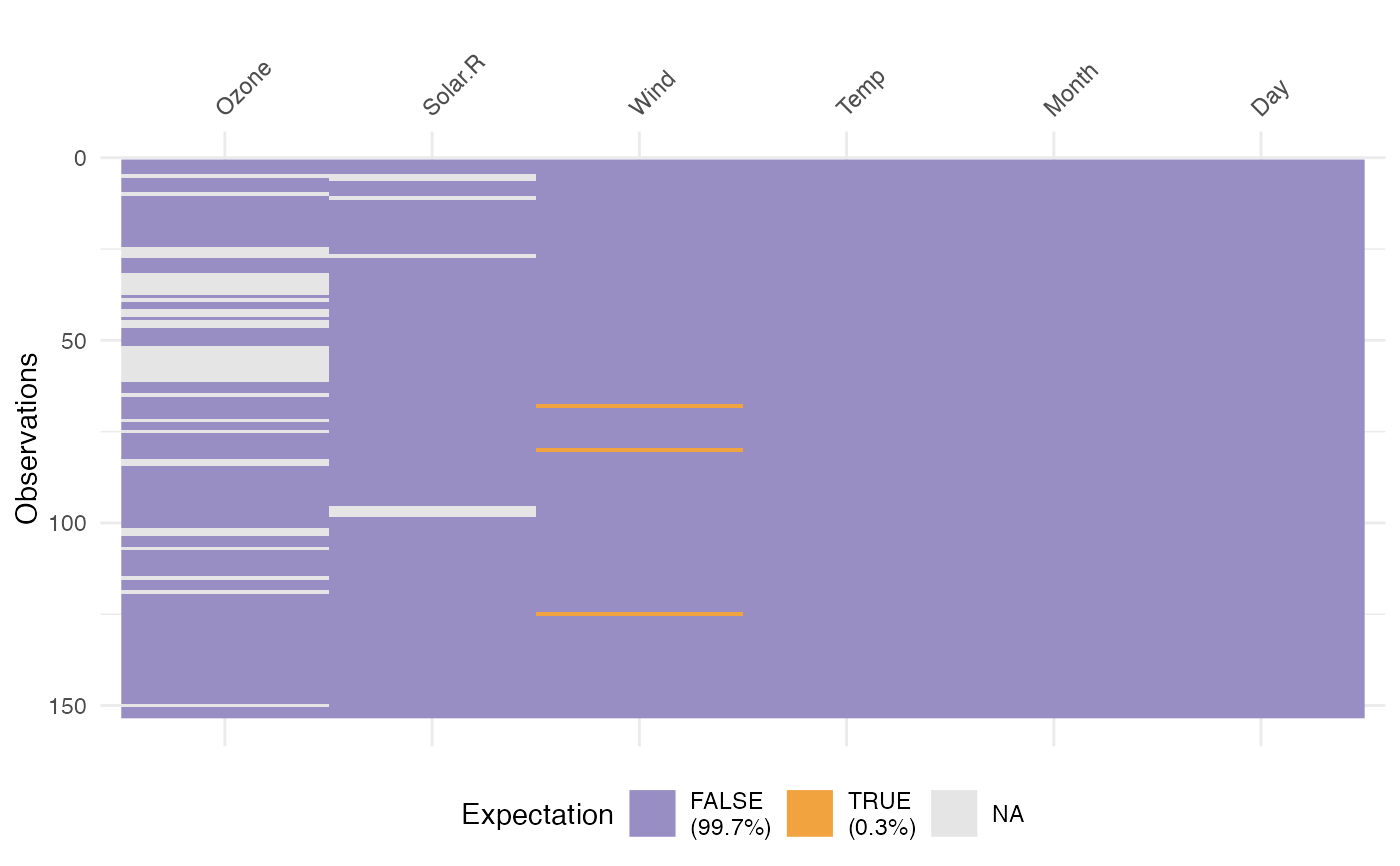 Ozone
Solar.R
Wind
Temp
Month
Day
0
50
100
150
Observations
Expectation
FALSE
(99.7%)
TRUE
(0.3%)
NA